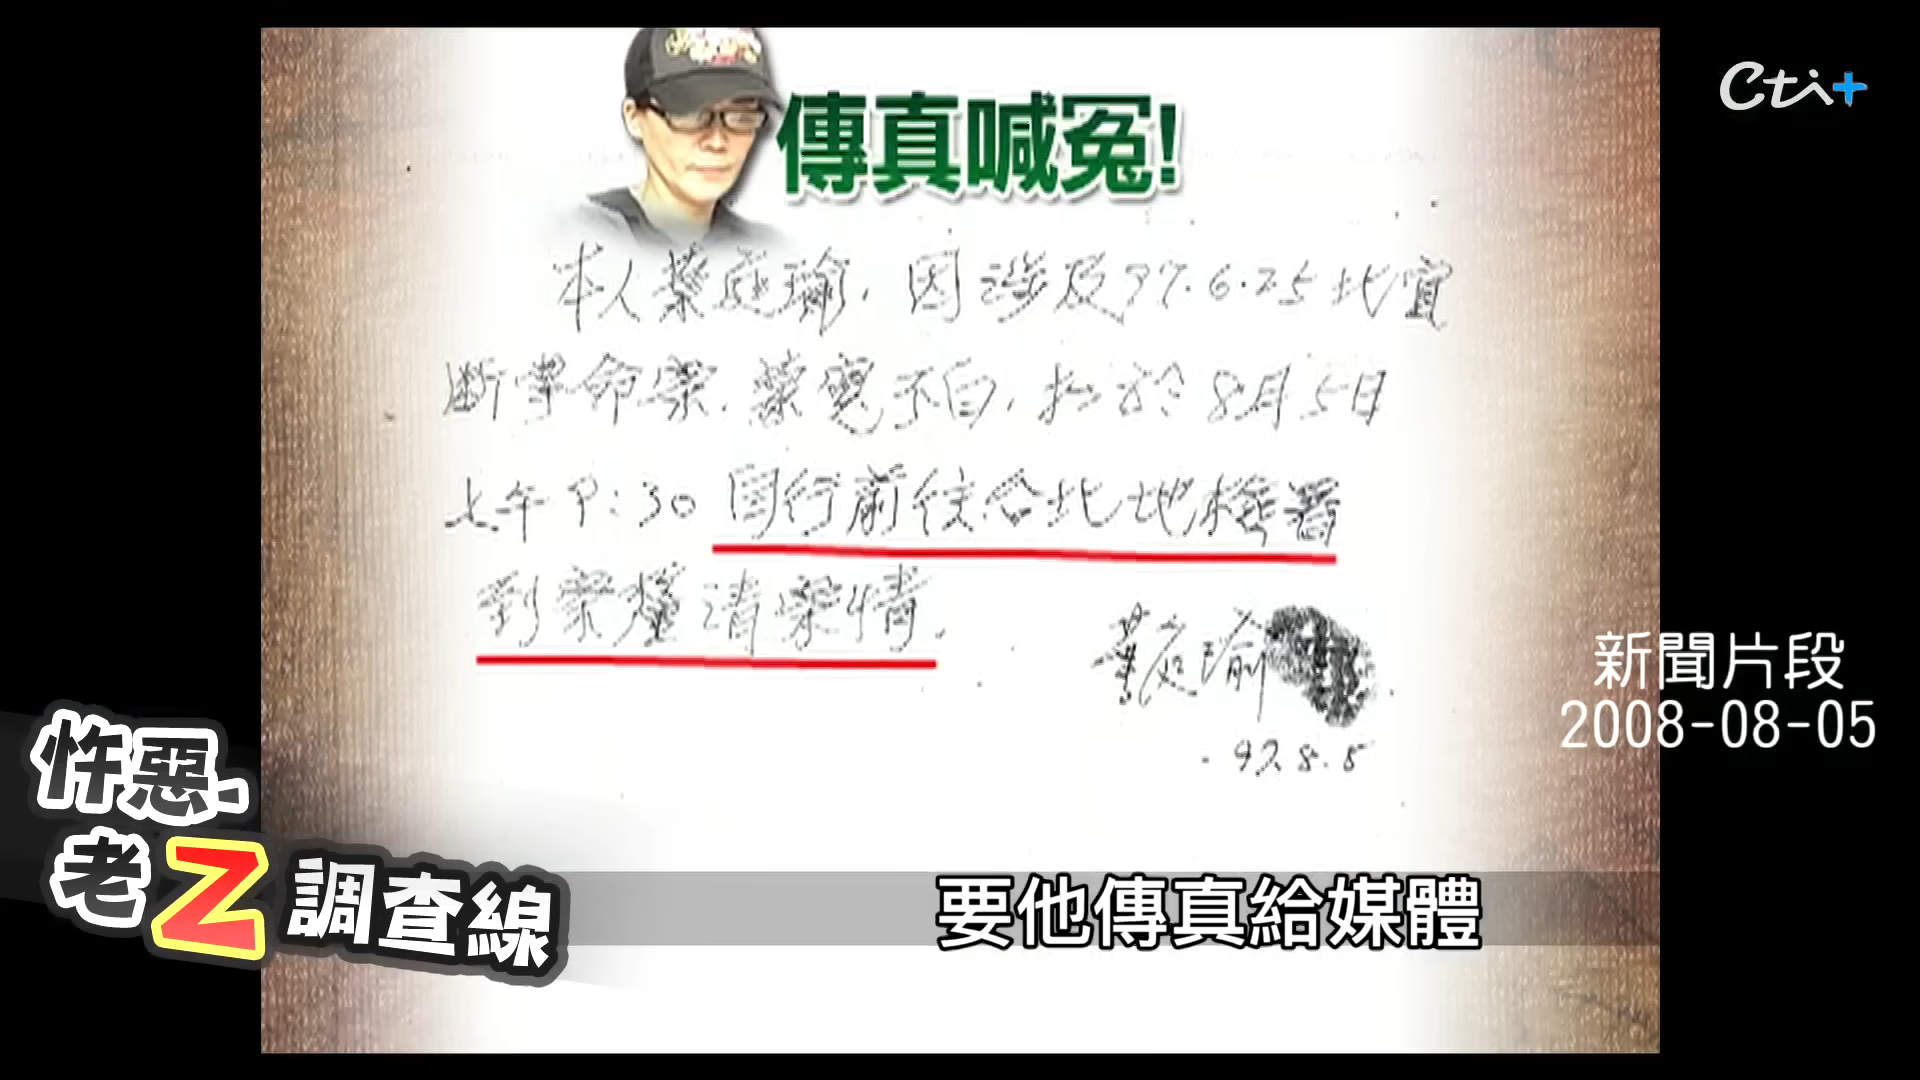 Cti+
傳真喊冤!
本人葉庭瑜,因涉及97.6.25北宜
斷掌命案,蒙冤不白,擬於8月5日
上午9:30自行前往台北地檢署
到案釐清案情.
葉庭瑜
97.8.5
新聞片段
2008-08-05
忤惡-
老Z調查線
要他傳真給媒體